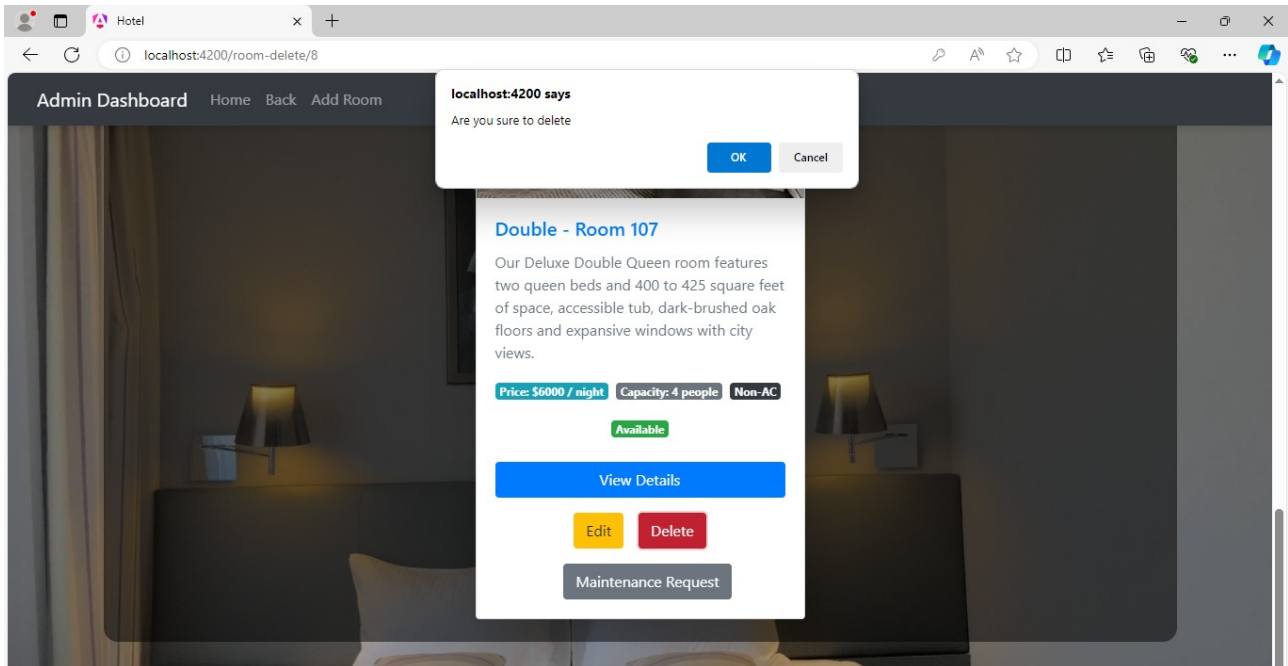 Hotel
localhost:4200/room-delete/8
Admin Dashboard Home Back Add Room
localhost:4200 says
Are you sure to delete
OK Cancel
Double - Room 107
Our Deluxe Double Queen room features
two queen beds and 400 to 425 square feet
of space, accessible tub, dark-brushed oak
floors and expansive windows with city
views.
Price: $6000 / night Capacity: 4 people Non-AC
Available
View Details
Edit Delete
Maintenance Request